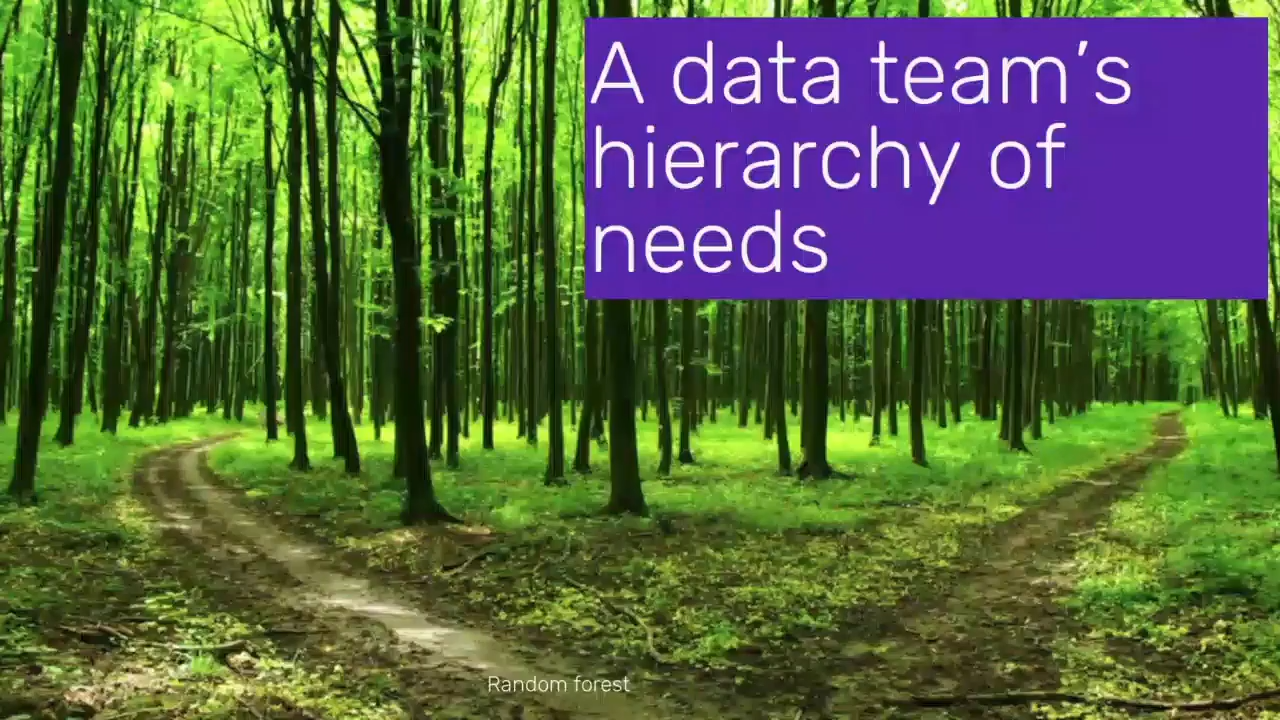 A data team’s
hierarchy of
needs
Random forest